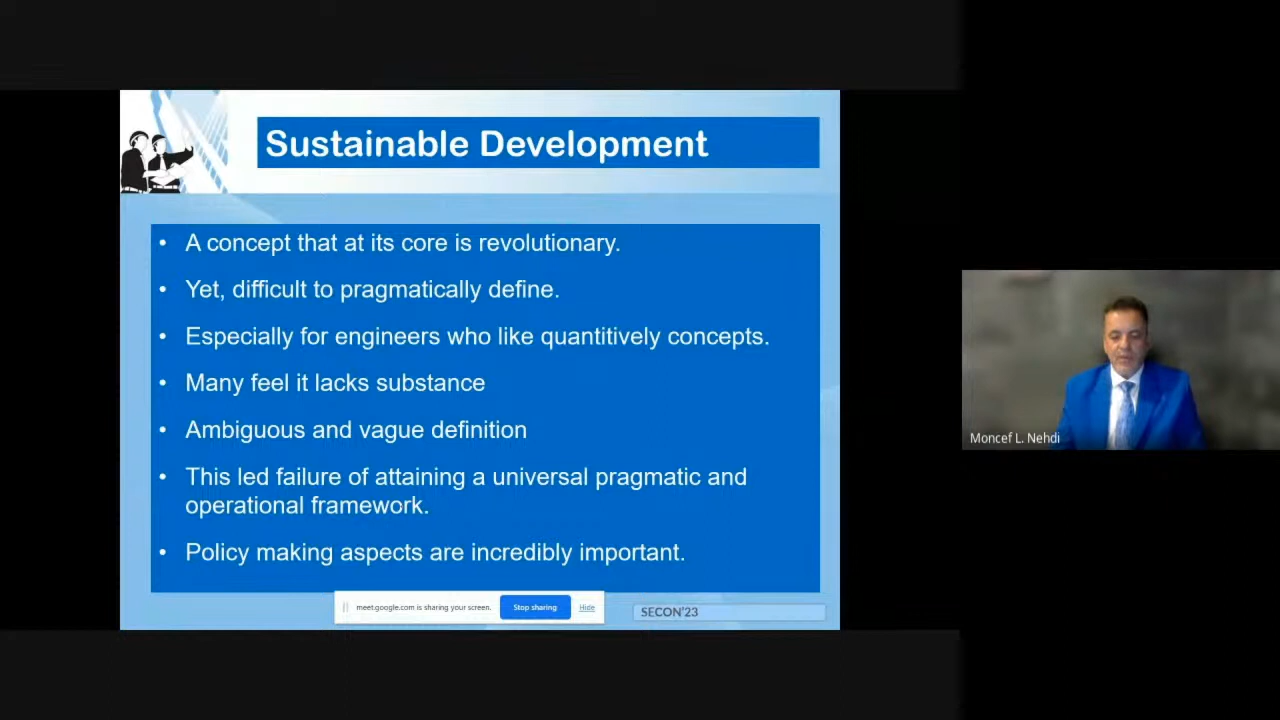 Sustainable Development
• A concept that at its core is revolutionary.
• Yet, difficult to pragmatically define.
• Especially for engineers who like quantitively concepts.
• Many feel it lacks substance
• Ambiguous and vague definition
• This led failure of attaining a universal pragmatic and
operational framework.
• Policy making aspects are incredibly important.
meet.google.com is sharing your screen. Stop sharing Hide
SECON'23
Moncef L. Nehdi